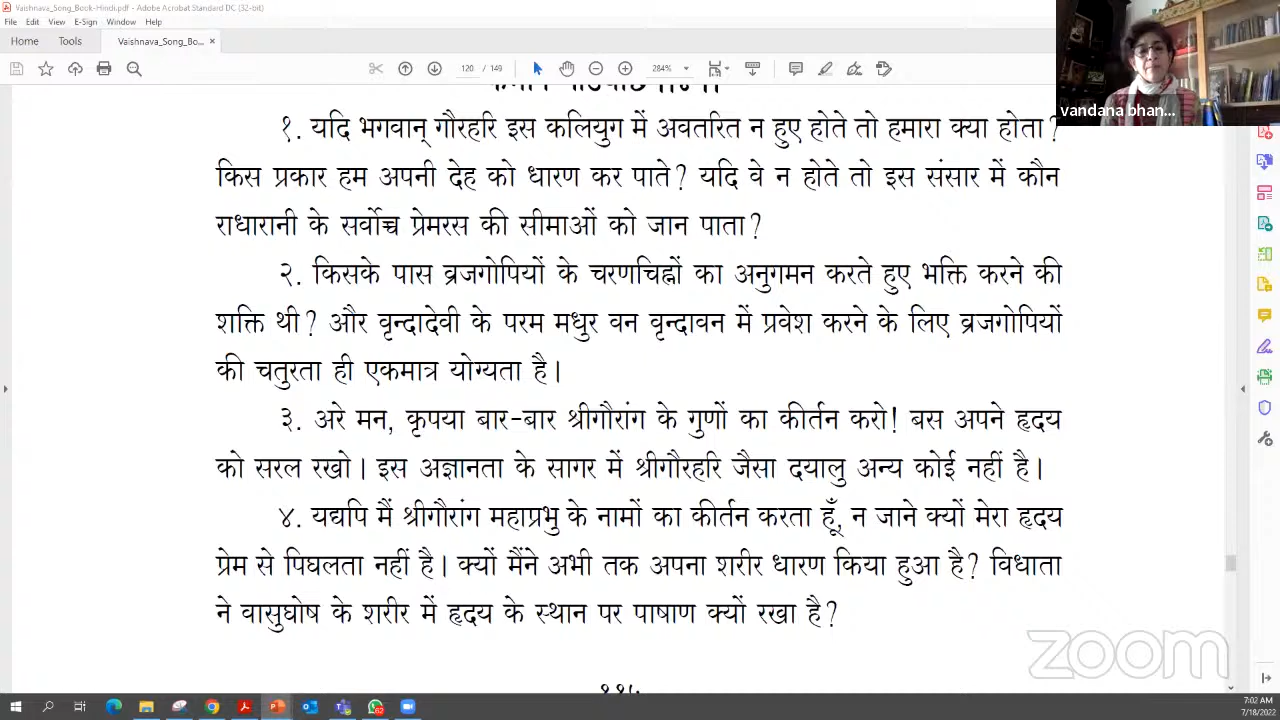 Vaishnava_Song_Book-Hindi.pdf - Adobe Acrobat Standard DC (32-bit)
File Edit View E-Sign Window Help
Home Tools Vaishnava_Song_Bo... ×
120 / 149 284%
vandana bhan...
१. यदि भगवान् गौरहरि इस कलियुग में अवतरित न हुए होते तो हमारा क्या होता?
किस प्रकार हम अपनी देह को धारण कर पाते? यदि वे न होते तो इस संसार में कौन
राधारानी के सर्वोच्च प्रेमरस की सीमाओं को जान पाता?
२. किसके पास व्रजगोपियों के चरणचिह्नों का अनुगमन करते हुए भक्ति करने की
शक्ति थी? और वृन्दादेवी के परम मधुर वन वृन्दावन में प्रवेश करने के लिए व्रजगोपियों
की चतुरता ही एकमात्र योग्यता है।
३. अरे मन, कृपया बार-बार श्रीगौरांग के गुणों का कीर्तन करो! बस अपने हृदय
को सरल रखो। इस अज्ञानता के सागर में श्रीगौरहरि जैसा दयालु अन्य कोई नहीं है।
४. यद्यपि मैं श्रीगौरांग महाप्रभु के नामों का कीर्तन करता हूँ, न जाने क्यों मेरा हृदय
प्रेम से पिघलता नहीं है। क्यों मैंने अभी तक अपना शरीर धारण किया हुआ है? विधाता
ने वासुघोष के शरीर में हृदय के स्थान पर पाषाण क्यों रखा है?
zoom
7:02 AM
7/18/2022